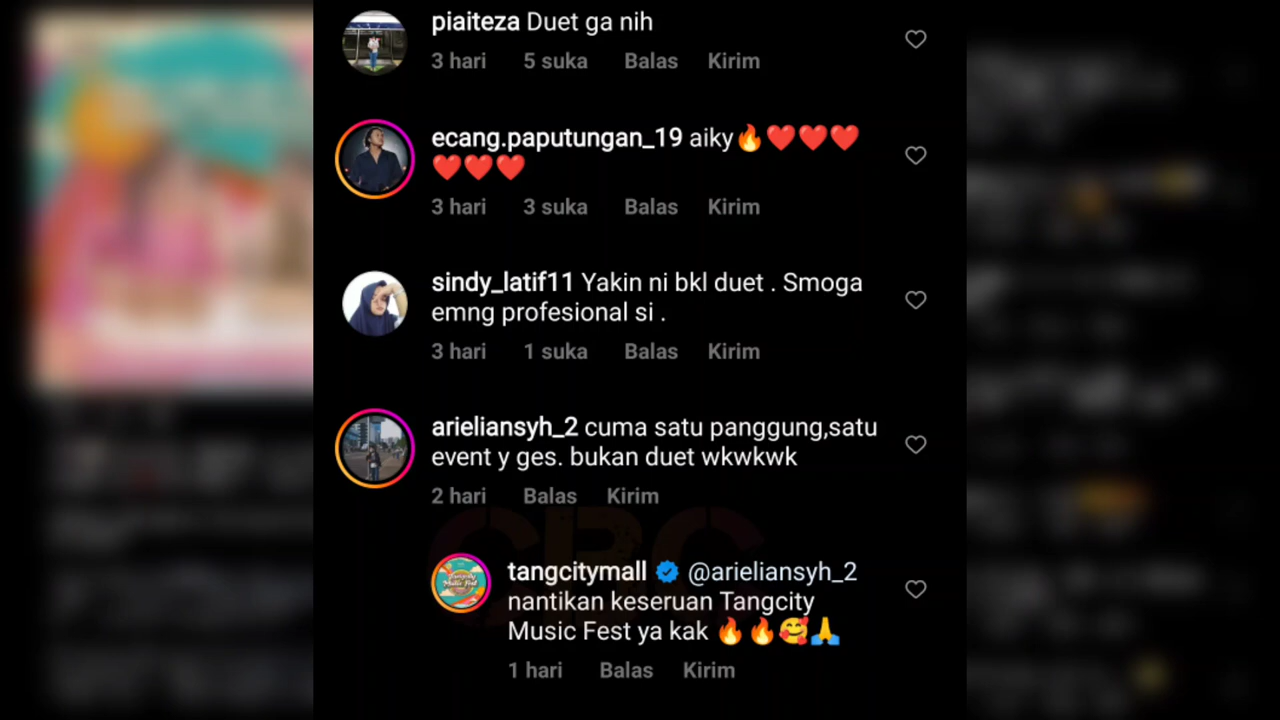 piaiteza Duet ga nih
3 hari 5 suka Balas Kirim
ecang.paputungan_19 aiky🔥❤️❤️❤️
❤️❤️❤️
3 hari 3 suka Balas Kirim
sindy_latif11 Yakin ni bkl duet . Smoga
emng profesional si .
3 hari 1 suka Balas Kirim
arieliansyh_2 cuma satu panggung,satu
event y ges. bukan duet wkwkwk
2 hari Balas Kirim
CBC
tangcitymall @arieliansyh_2
nantikan keseruan Tangcity
Music Fest ya kak 🔥🔥🥰🙏
1 hari Balas Kirim